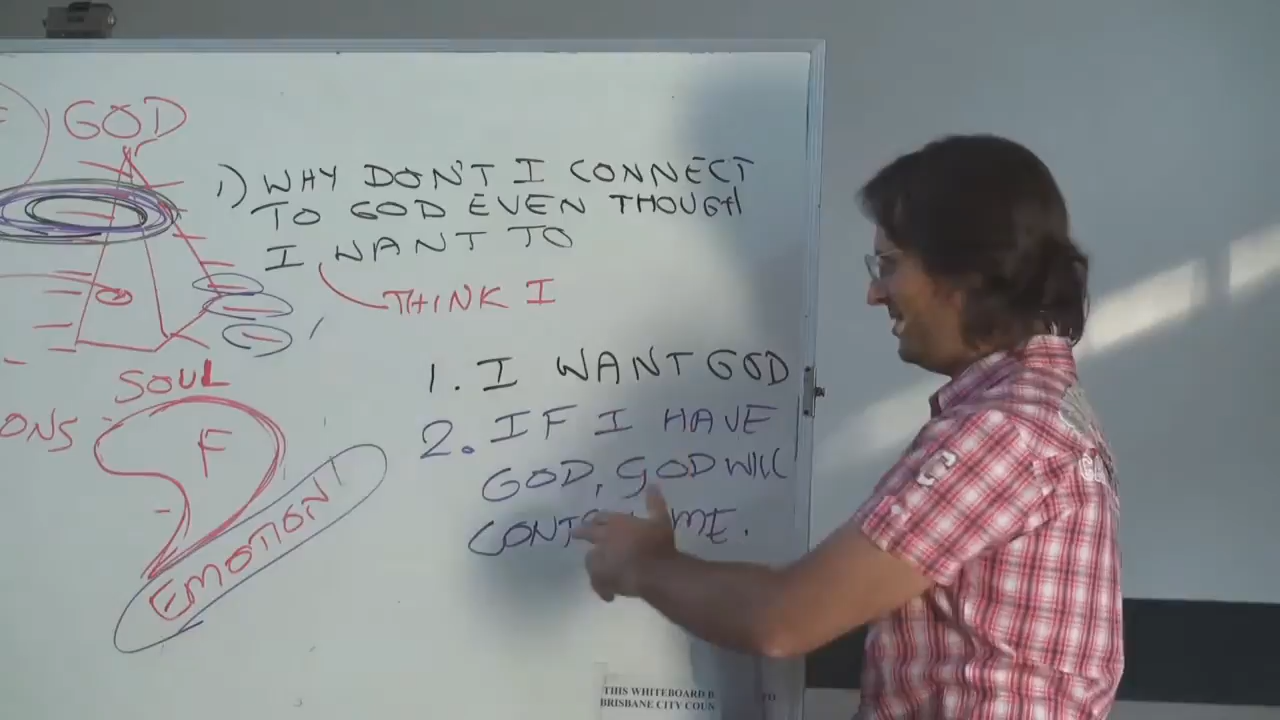 GOD
1) WHY DON'T I CONNECT
TO GOD EVEN THOUGH
I WANT TO
THINK I
SOUL
ONS
F
EMOTION
1. I WANT GOD
2. IF I HAVE
GOD, GOD WILL
ME.
THIS WHITEBOARD B
BRISBANE CITY COUN